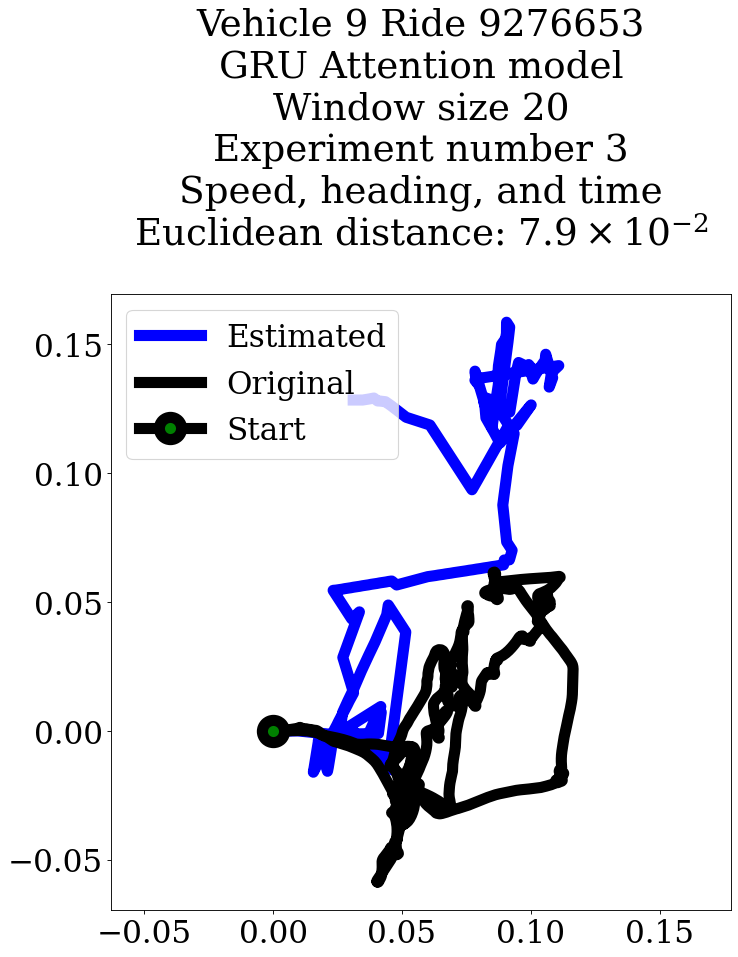 Vehicle 9 Ride 9276653
GRU Attention model
Window size 20
Experiment number 3
Speed, heading, and time
Euclidean distance: 7.9 × 10⁻²
Estimated
Original
Start
0.15
0.10
0.05
0.00
−0.05
−0.05 0.00 0.05 0.10 0.15